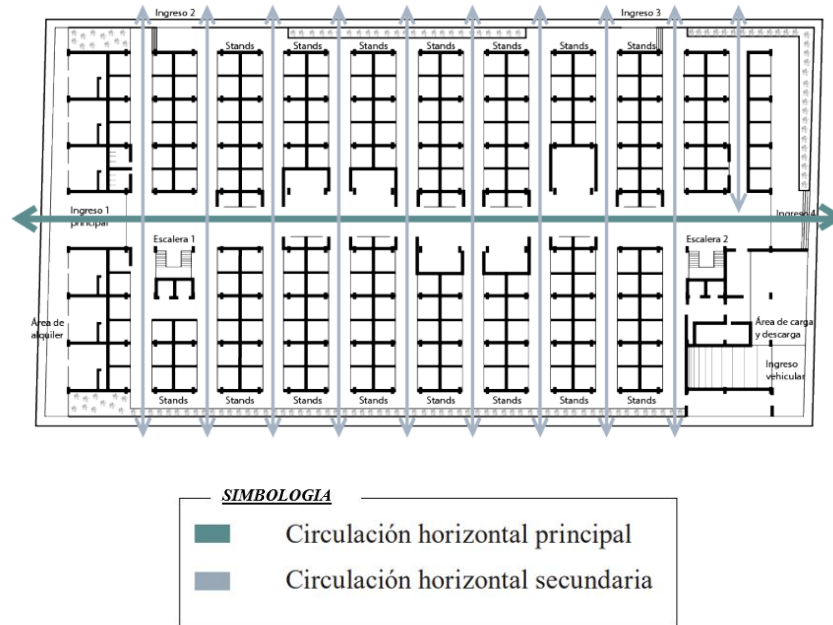 Ingreso 2
Ingreso 3
Stands
Stands
Stands
Stands
Stands
Stands
Stands
Ingreso 1
principal
Ingreso 4
Escalera 1
Escalera 2
Área de
alquiler
Área de carga
y descarga
Ingreso
vehicular
Stands
Stands
Stands
Stands
Stands
Stands
Stands
Stands
SIMBOLOGIA
Circulación horizontal principal
Circulación horizontal secundaria